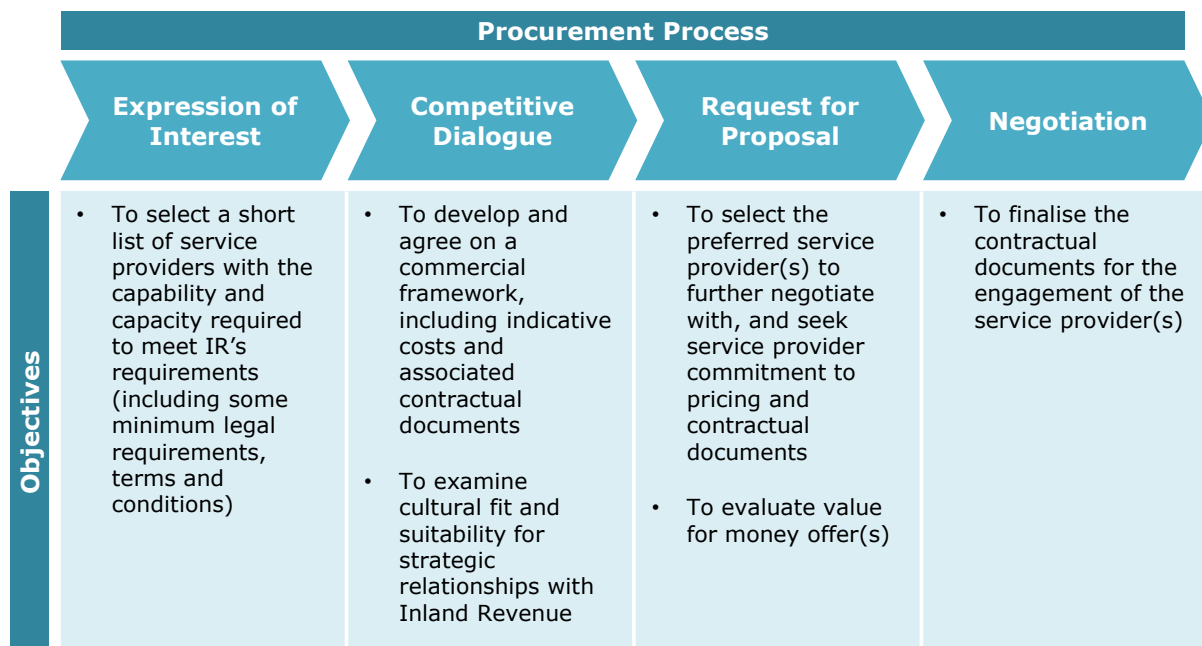 Procurement Process
Expression of
Interest
Competitive
Dialogue
Request for
Proposal
Negotiation
Objectives
• To select a short
list of service
providers with the
capability and
capacity required
to meet IR's
requirements
(including some
minimum legal
requirements,
terms and
conditions)
• To develop and
agree on a
commercial
framework,
including indicative
costs and
associated
contractual
documents
• To examine
cultural fit and
suitability for
strategic
relationships with
Inland Revenue
• To select the
preferred service
provider(s) to
further negotiate
with, and seek
service provider
commitment to
pricing and
contractual
documents
• To evaluate value
for money offer(s)
• To finalise the
contractual
documents for the
engagement of the
service provider(s)